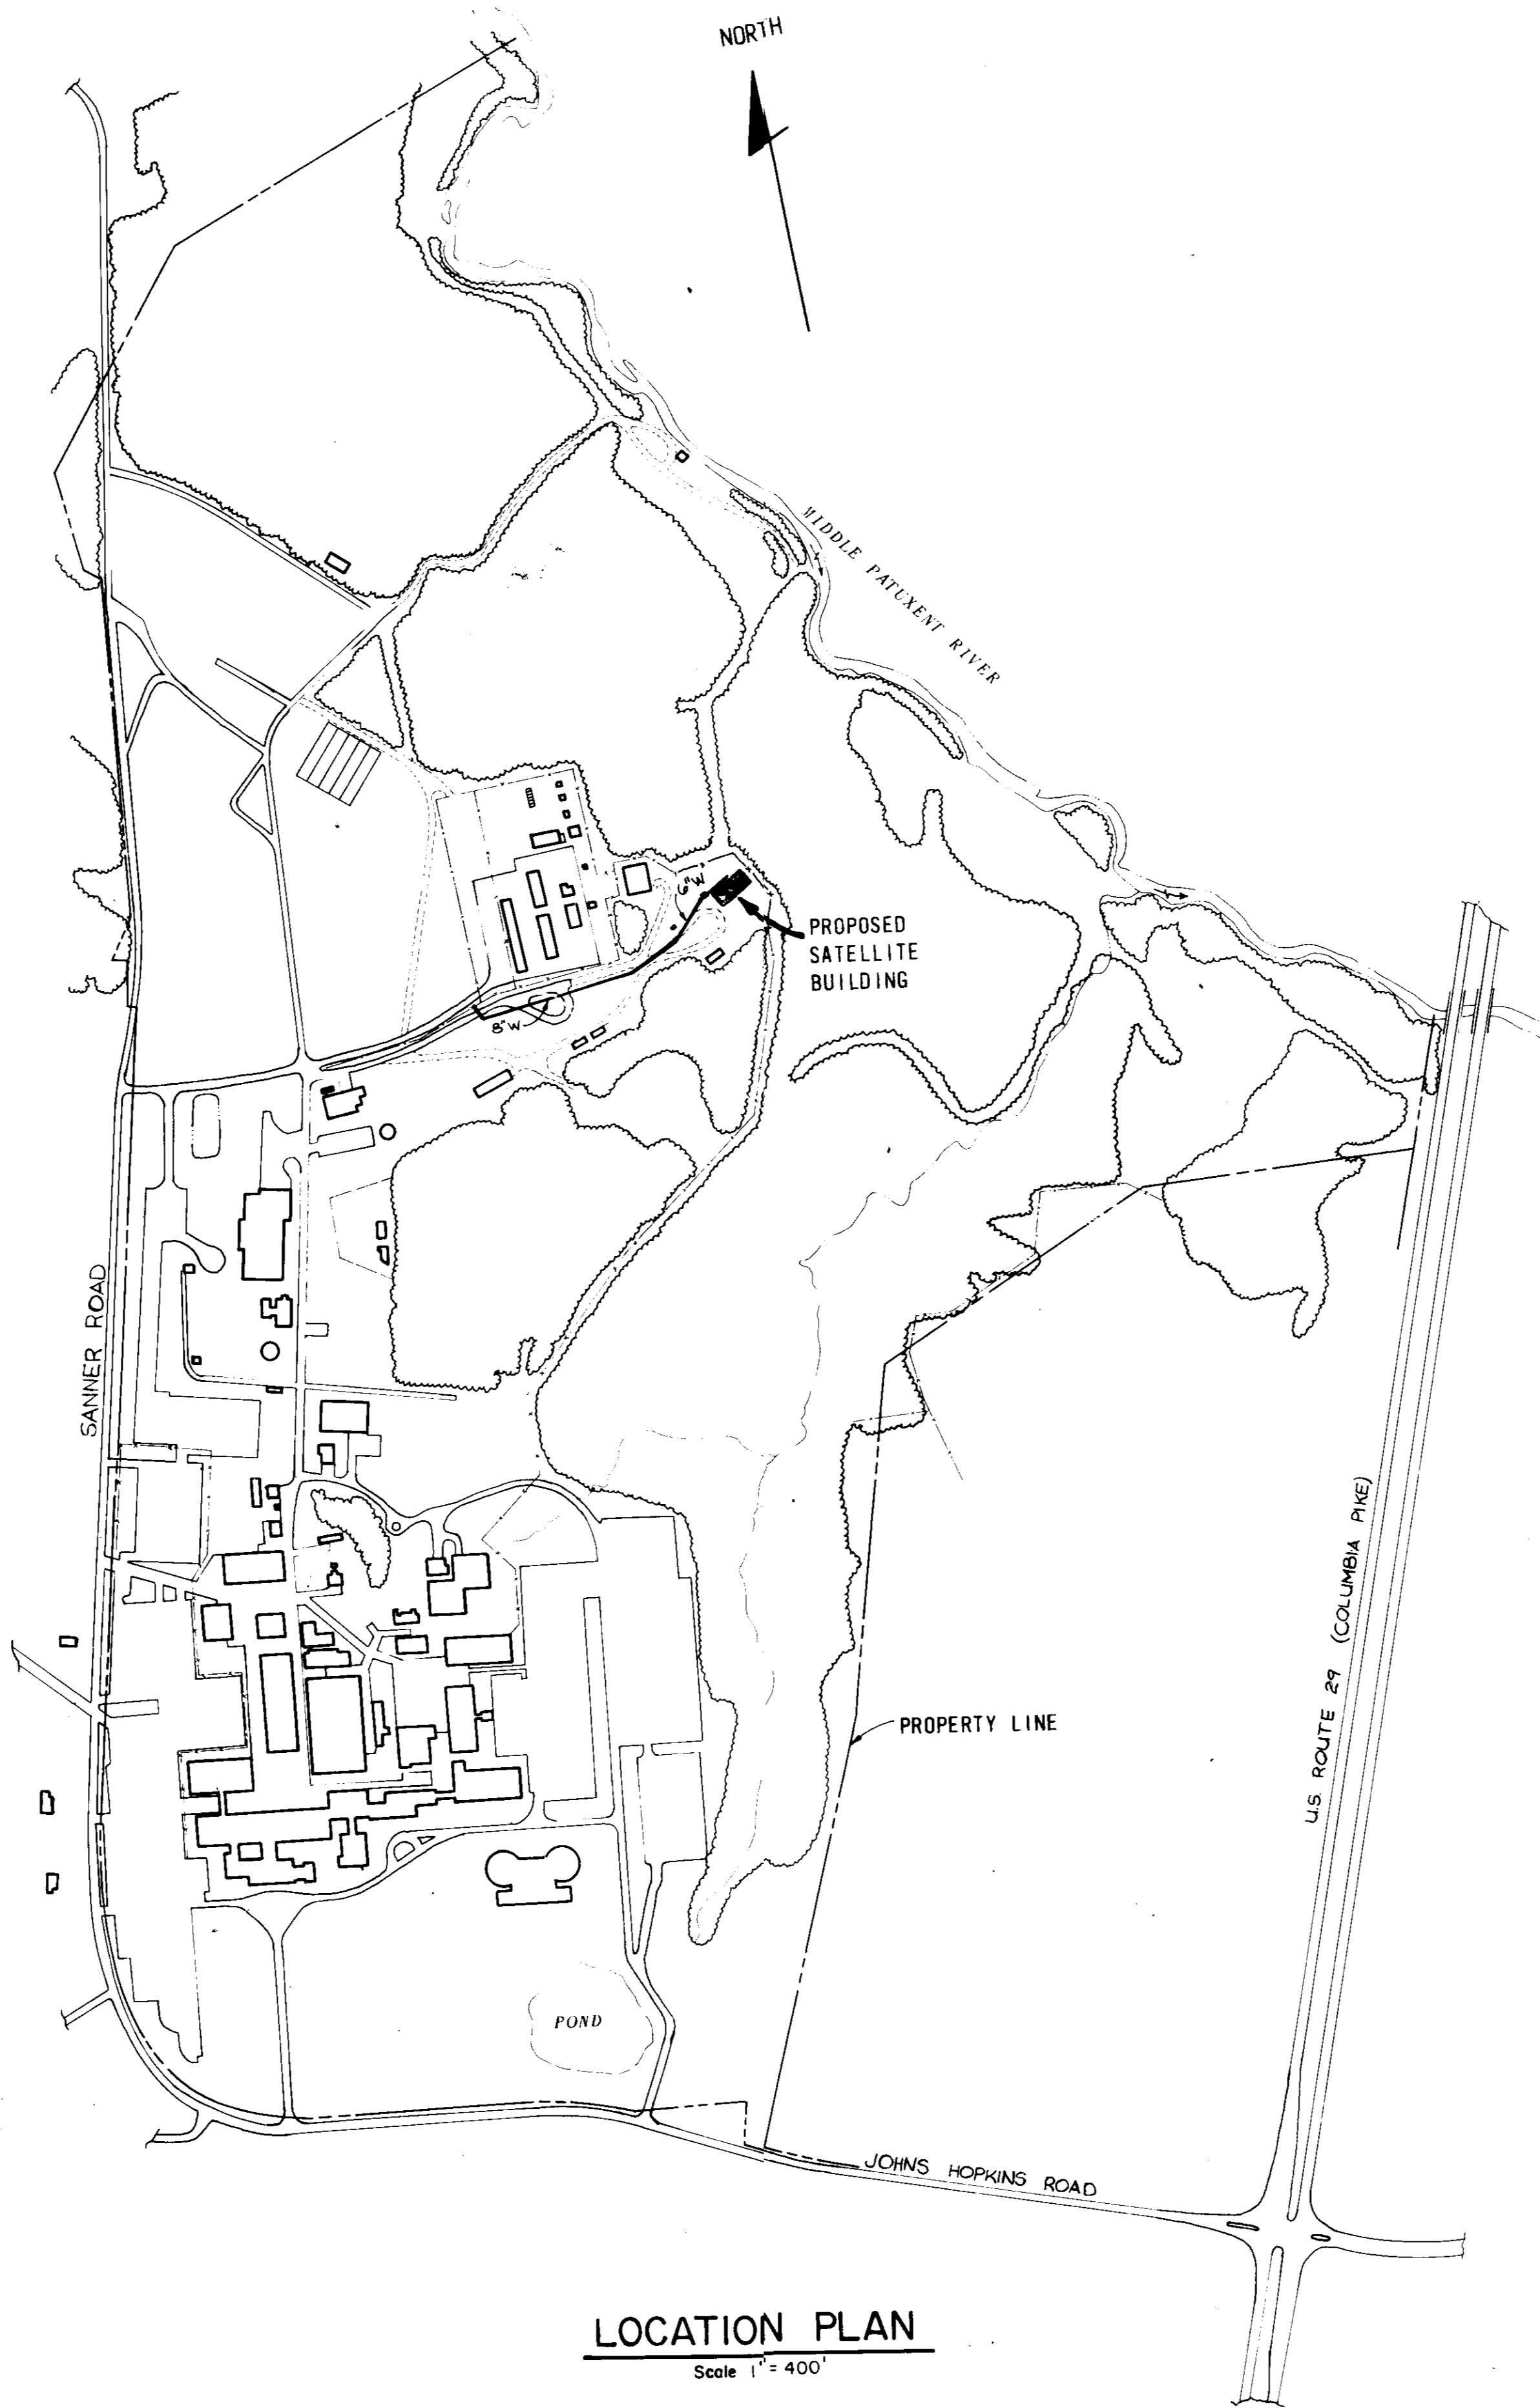 NORTH
MIDDLE PATUXENT RIVER
6"W
PROPOSED
SATELLITE
BUILDING
8"W
SANNER ROAD
U.S. ROUTE 29 (COLUMBIA PIKE)
PROPERTY LINE
POND
JOHNS HOPKINS ROAD
LOCATION PLAN
Scale 1" = 400'